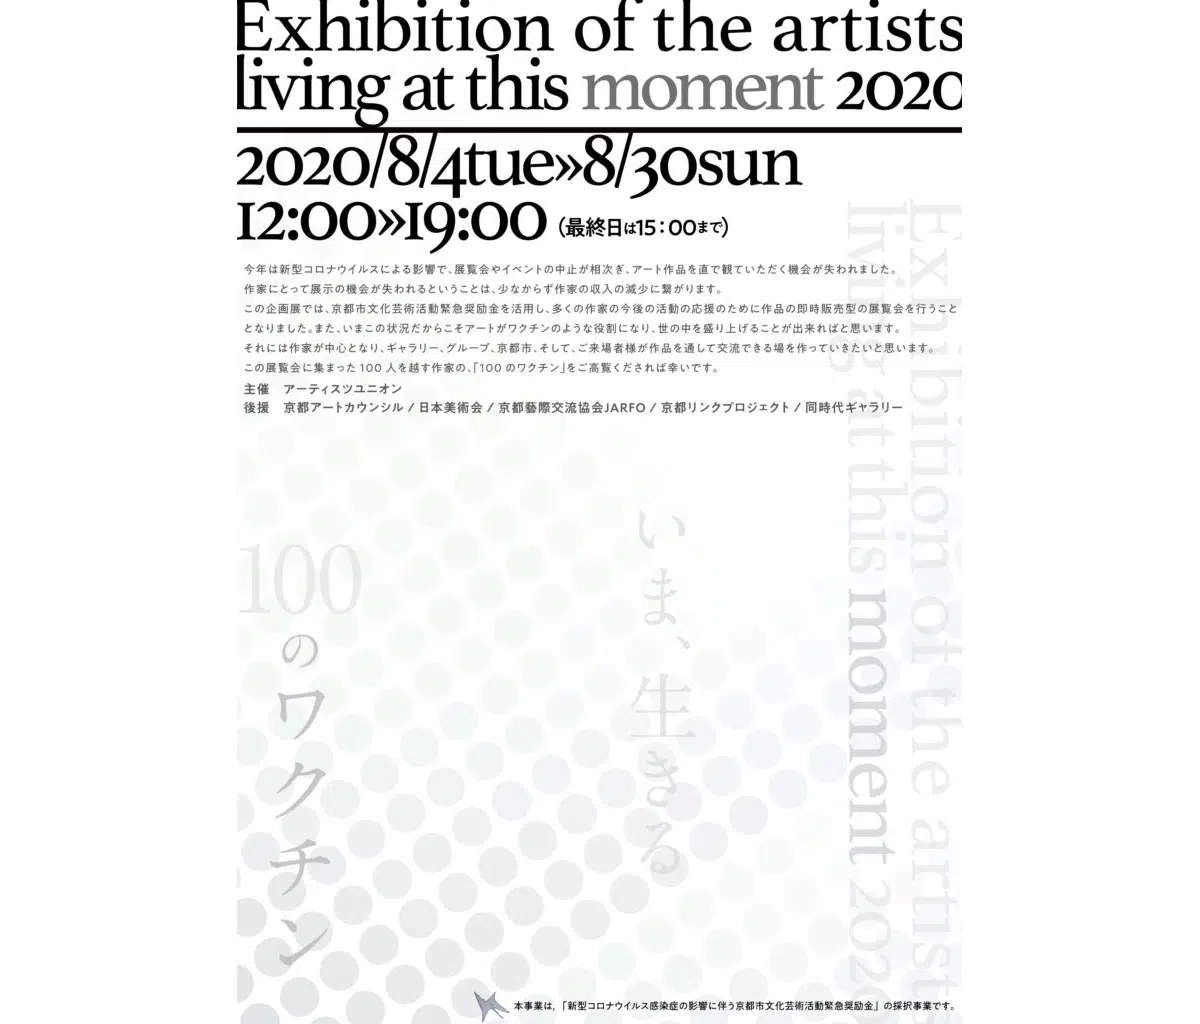 Exhibition of the artists
living at this moment 2020
2020/8/4tue»8/30sun
12:00»19:00（最終日は15：00まで）
今年は新型コロナウイルスによる影響で、展覧会やイベントの中止が相次ぎ、アート作品を直で観ていただく機会が失われました。
作家にとって展示の機会が失われるということは、少なからず作家の収入の減少に繋がります。
この企画展では、京都市文化芸術活動緊急奨励金を活用し、多くの作家の今後の活動の応援のために作品の即時販売型の展覧会を行うこと
となりました。また、いまこの状況だからこそアートがワクチンのような役割になり、世の中を盛り上げることが出来ればと思います。
それには作家が中心となり、ギャラリー、グループ、京都市、そして、ご来場者様が作品を通して交流できる場を作っていきたいと思います。
この展覧会に集まった 100 人を越す作家の、「100 のワクチン」をご高覧くだされば幸いです。
主催　アーティスツユニオン
後援　京都アートカウンシル / 日本美術会 / 京都藝際交流協会JARFO / 京都リンクプロジェクト / 同時代ギャラリー
Exhibition of the artists
living at this moment 2020
いま、生きる
100のワクチン
本事業は,「新型コロナウイルス感染症の影響に伴う京都市文化芸術活動緊急奨励金」の採択事業です。